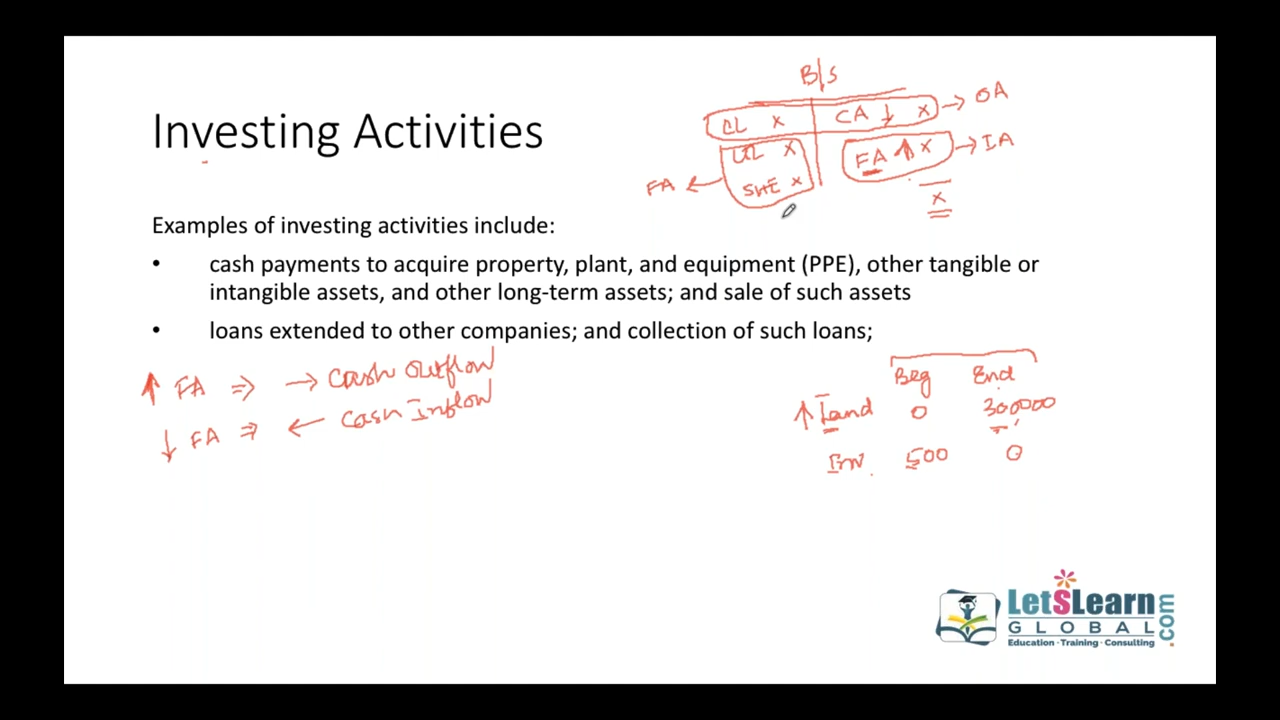 B/S
CL x CA ↓ x → OA
Investing Activities
LTL x FA ↑ x → IA
FA ← SHE x
x
Examples of investing activities include:
• cash payments to acquire property, plant, and equipment (PPE), other tangible or
intangible assets, and other long-term assets; and sale of such assets
• loans extended to other companies; and collection of such loans;
↑ FA ⇒ → Cash Outflow
↓ FA ⇒ ← Cash Inflow
Beg End
↑ Land 0 300000
Inv. 500 0
LetSLearn
GLOBAL
.com
Education · Training · Consulting